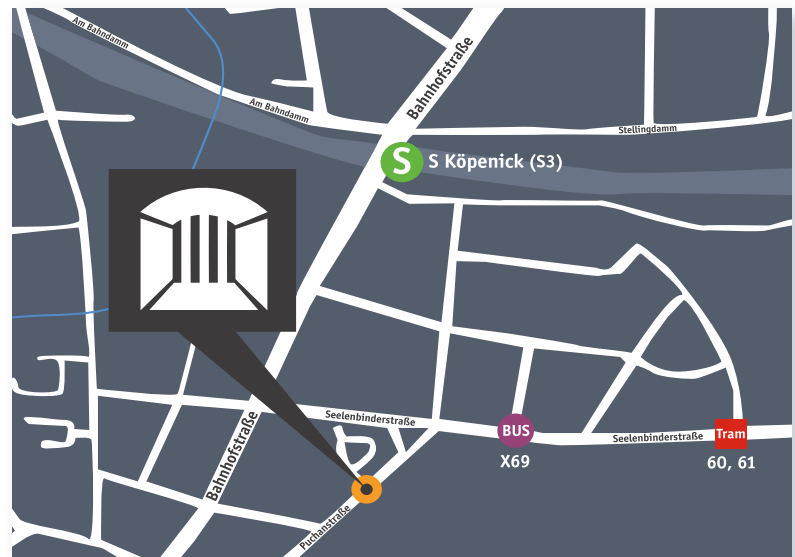 Am Bahndamm
Bahnhofstraße
Am Bahndamm
Stellingdamm
S
S Köpenick (S3)
Seelenbinderstraße
BUS
Seelenbinderstraße
Tram
Bahnhofstraße
X69
60, 61
Puchanstraße